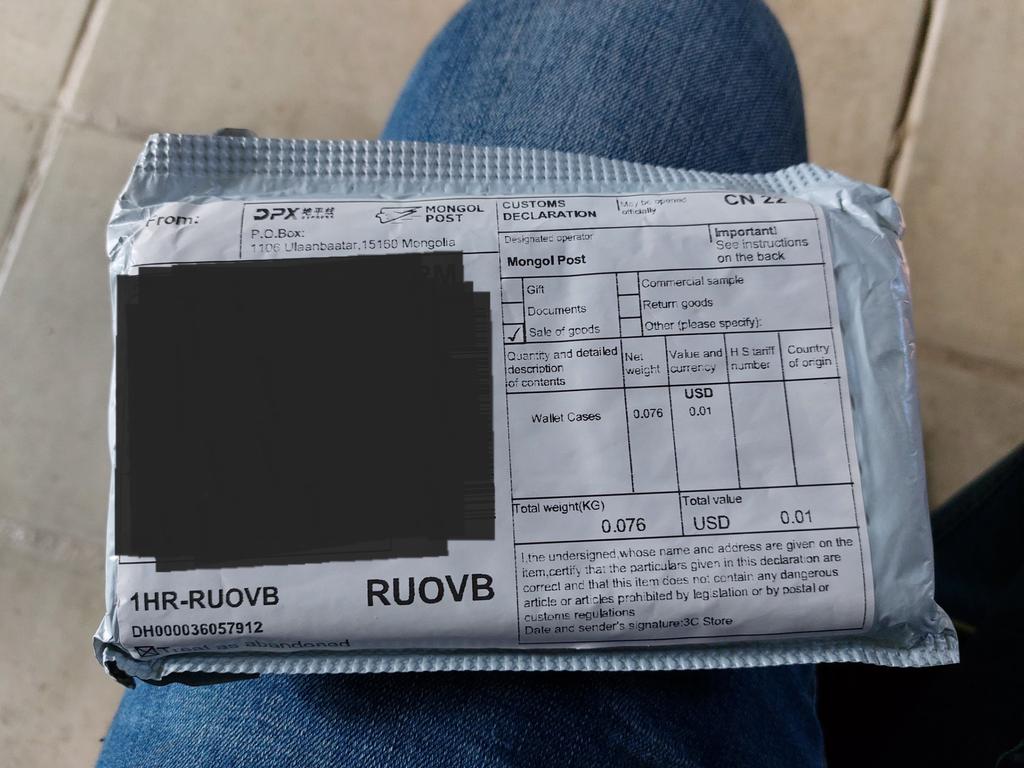 From:
DPX 地平线
MONGOL
POST
P.O.Box:
1106 Ulaanbaatar,15160 Mongolia
CUSTOMS
DECLARATION
May be opened
officially
CN 22
Designated operator
Important!
See instructions
on the back
Mongol Post
Gift
Commercial sample
Documents
Return goods
✓ Sale of goods
Other (please specify):
Quantity and detailed
description
of contents
Net
weight
Value and
currency
H S tariff
number
Country
of origin
USD
Wallet Cases 0.076 0.01
Total weight(KG)
0.076
Total value
USD 0.01
I,the undersigned,whose name and address are given on the
item,certify that the particulars given in this declaration are
correct and that this item does not contain any dangerous
article or articles prohibited by legislation or by postal or
customs regulations
Date and sender's signature:3C Store
1HR-RUOVB RUOVB
DH000036057912
Treat as abandoned